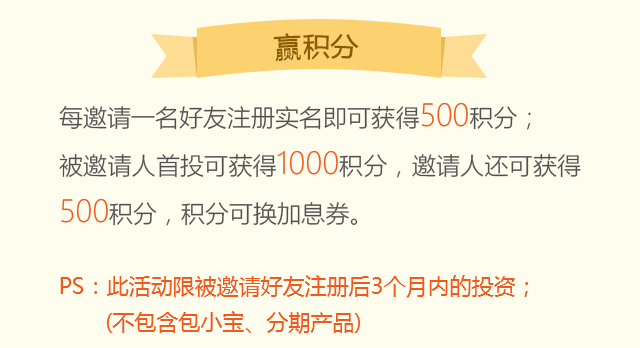 赢积分
每邀请一名好友注册实名即可获得500积分；
被邀请人首投可获得1000积分，邀请人还可获得
500积分，积分可换加息券。
PS：此活动限被邀请好友注册后3个月内的投资；
(不包含包小宝、分期产品)